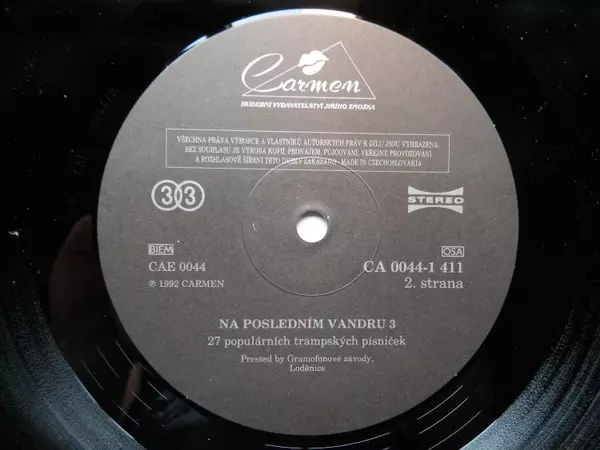 Carmen
HUDEBNÍ VYDAVATELSTVÍ JIŘÍHO SMOŽÍKA
VŠECHNA PRÁVA VÝROBCE A VLASTNÍKŮ AUTORSKÝCH PRÁV K DÍLU JSOU VYHRAZENA.
BEZ SOUHLASU JE VÝROBA KOPIÍ, PRONÁJEM, PŮJČOVÁNÍ, VEŘEJNÉ PROVOZOVÁNÍ
A ROZHLASOVÉ ŠÍŘENÍ TÉTO DESKY ZAKÁZÁNO · MADE IN CZECHOSLOVAKIA
33
STEREO
BIEM
OSA
CAE 0044
CA 0044-1 411
℗ 1992 CARMEN
2. strana
NA POSLEDNÍM VANDRU 3
27 populárních trampských písniček
Pressed by Gramofonové závody,
Loděnice